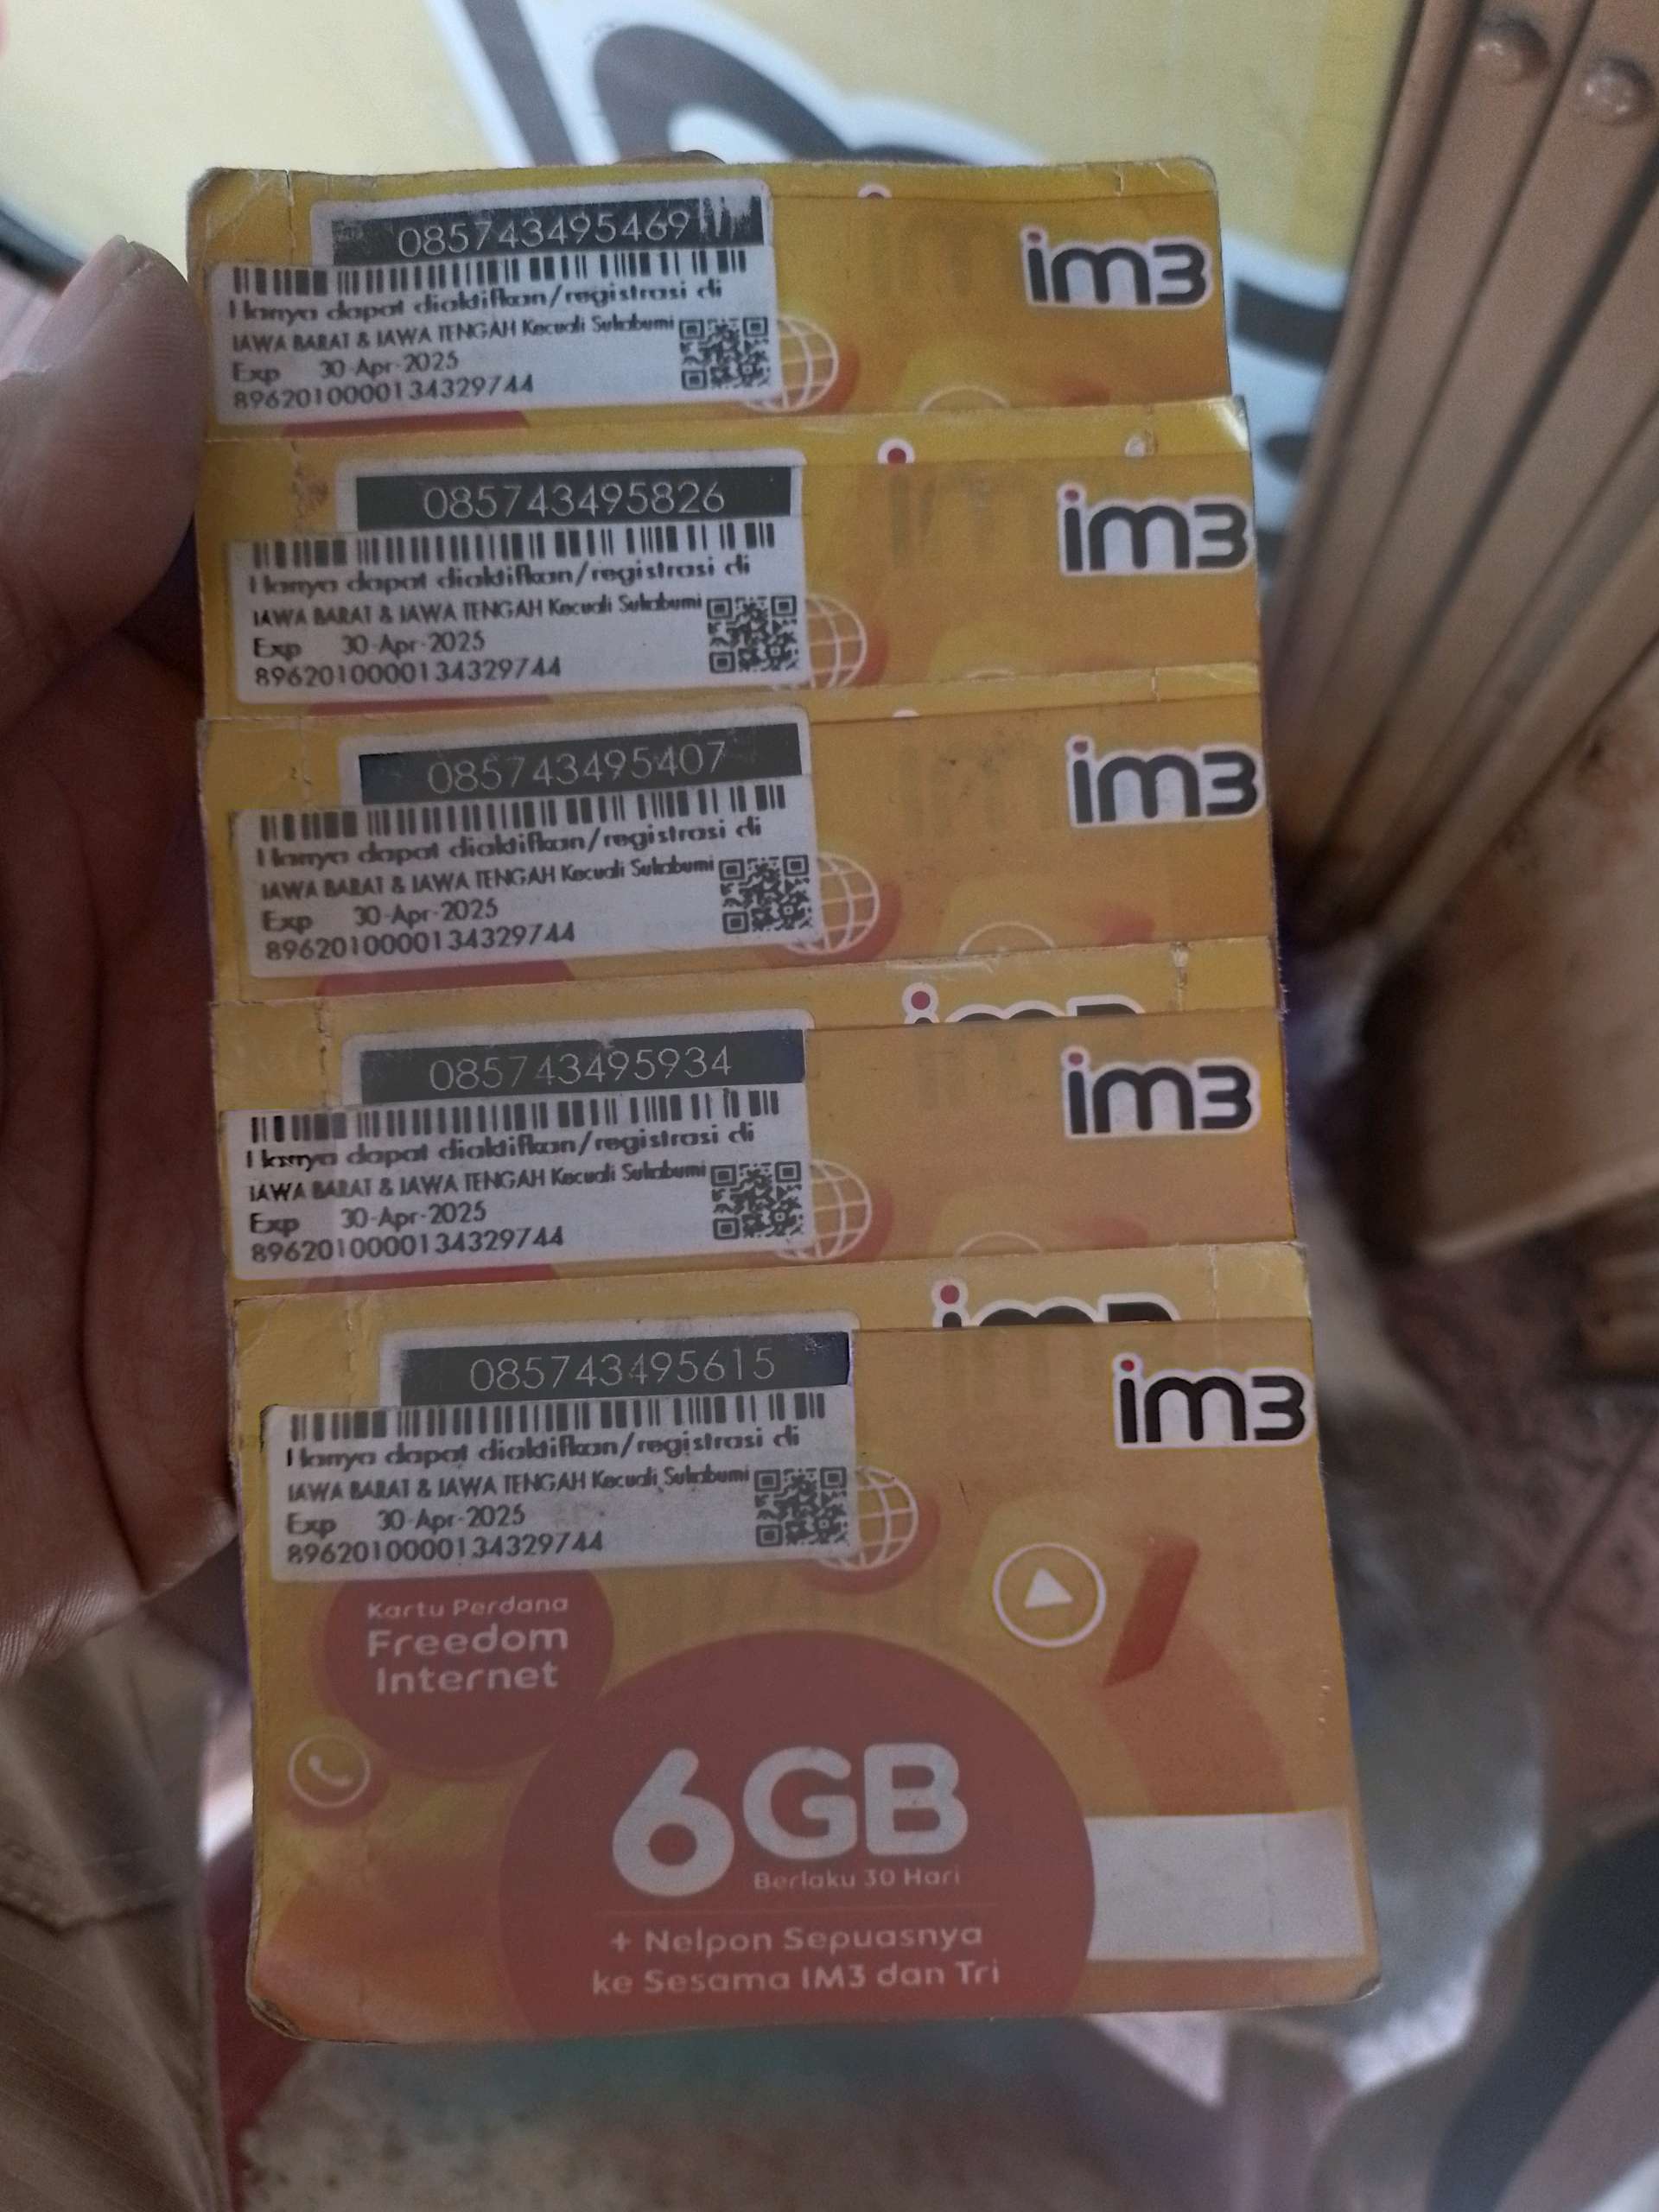 085743495469
im3
Hanya dapat diaktifkan/registrasi di
JAWA BARAT & JAWA TENGAH Kecuali Sukabumi
Exp 30-Apr-2025
8962010000134329744
085743495826
im3
Hanya dapat diaktifkan/registrasi di
JAWA BARAT & JAWA TENGAH Kecuali Sukabumi
Exp 30-Apr-2025
8962010000134329744
085743495407
im3
Hanya dapat diaktifkan/registrasi di
JAWA BARAT & JAWA TENGAH Kecuali Sukabumi
Exp 30-Apr-2025
8962010000134329744
085743495934
im3
Hanya dapat diaktifkan/registrasi di
JAWA BARAT & JAWA TENGAH Kecuali Sukabumi
Exp 30-Apr-2025
8962010000134329744
085743495615
im3
Hanya dapat diaktifkan/registrasi di
JAWA BARAT & JAWA TENGAH Kecuali Sukabumi
Exp 30-Apr-2025
8962010000134329744
Kartu Perdana
Freedom
Internet
6GB
Berlaku 30 Hari
+ Nelpon Sepuasnya
ke Sesama IM3 dan Tri